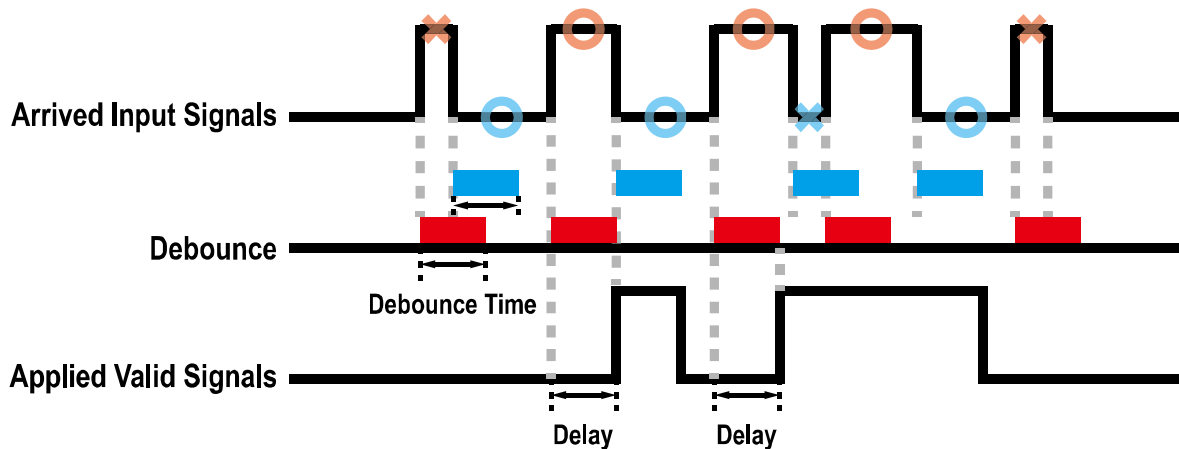 Arrived Input Signals
Debounce
Debounce Time
Applied Valid Signals
Delay
Delay